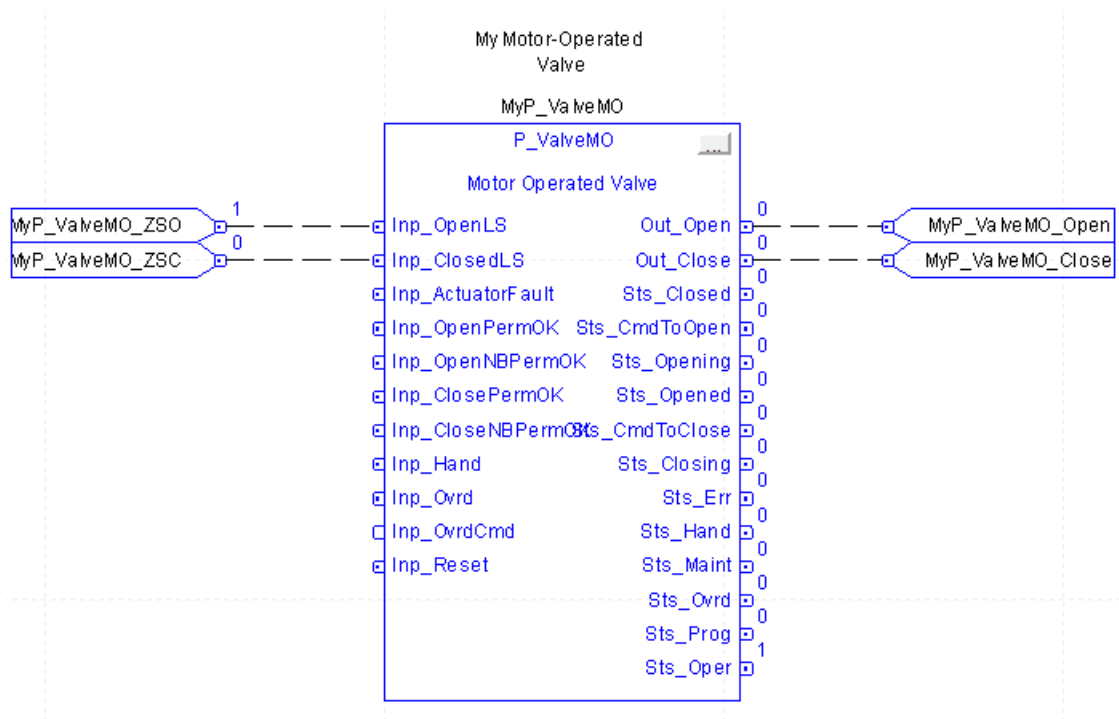 My Motor-Operated
Valve
MyP_ValveMO
P_ValveMO
...
Motor Operated Valve
MyP_ValveMO_ZSO 1 Inp_OpenLS Out_Open 0 MyP_ValveMO_Open
MyP_ValveMO_ZSC 0 Inp_ClosedLS Out_Close 0 MyP_ValveMO_Close
Inp_ActuatorFault Sts_Closed 0
Inp_OpenPermOK Sts_CmdToOpen 0
Inp_OpenNBPermOK Sts_Opening 0
Inp_ClosePermOK Sts_Opened 0
Inp_CloseNBPermOK Sts_CmdToClose 0
Inp_Hand Sts_Closing 0
Inp_Ovrd Sts_Err 0
Inp_OvrdCmd Sts_Hand 0
Inp_Reset Sts_Maint 0
Sts_Ovrd 0
Sts_Prog 0
Sts_Oper 1